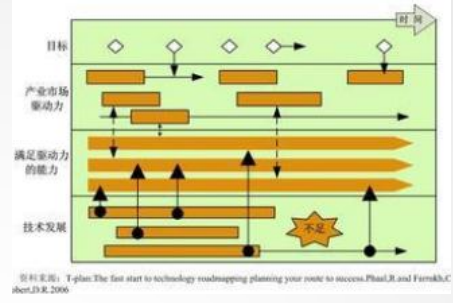 时间
目标
产业市场
驱动力
满足驱动力
的能力
技术发展
不足
资料来源：T-plan:The fast start to technology roadmapping planning your route to success.Phaal,R.and Farrukh,C
obert,D.R.2006